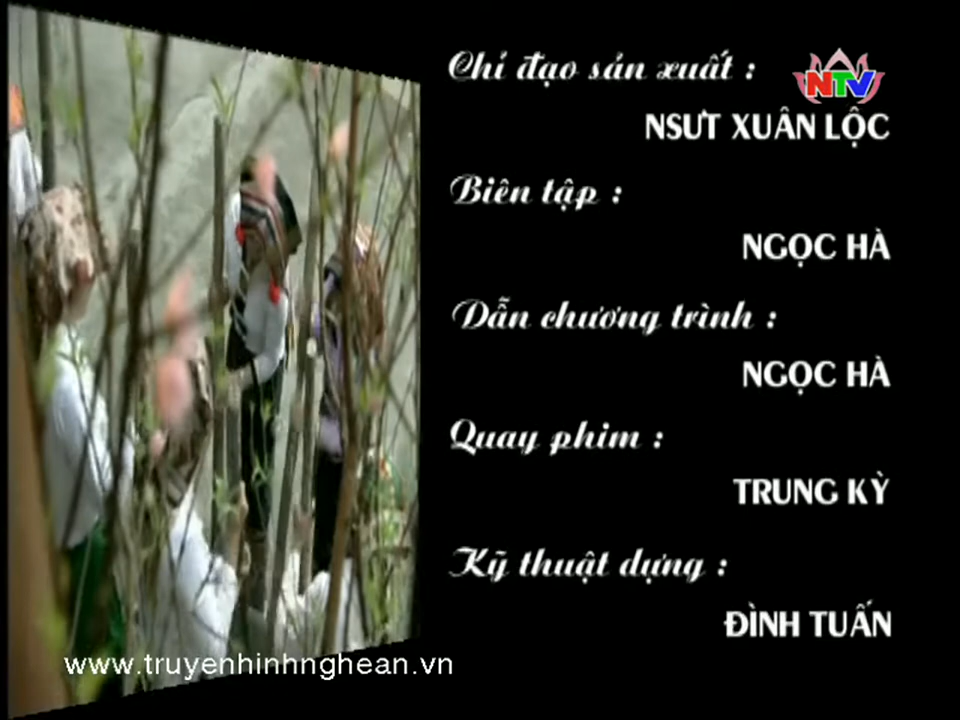 Chỉ đạo sản xuất :
NTV
NSƯT XUÂN LỘC
Biên tập :
NGỌC HÀ
Dẫn chương trình :
NGỌC HÀ
Quay phim :
TRUNG KỲ
Kỹ thuật dựng :
ĐÌNH TUẤN
www.truyenhinhnghean.vn